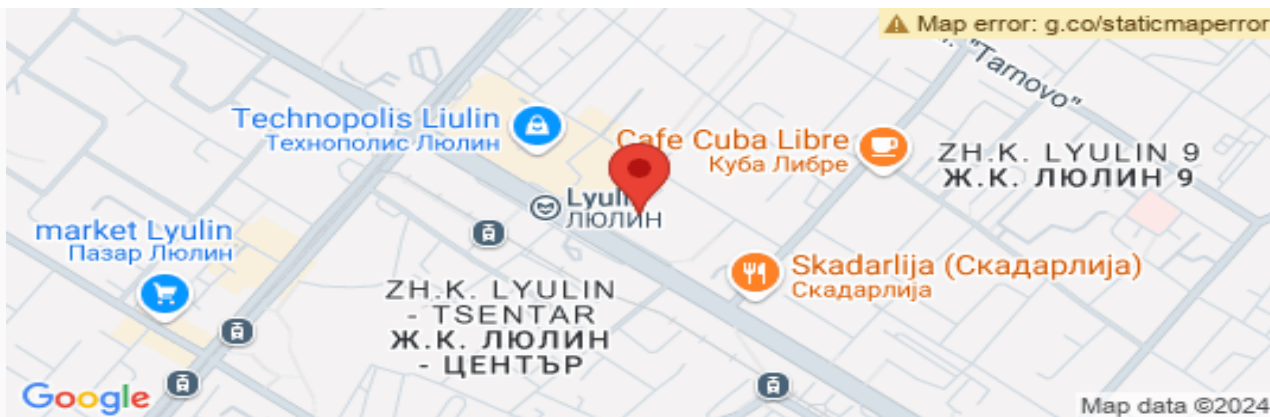 Map error: g.co/staticmaperror
"Tarnovo"
Technopolis Liulin
Технополис Люлин
Cafe Cuba Libre
Куба Либре
ZH.K. LYULIN 9
Ж.К. ЛЮЛИН 9
ЛЮЛИН
market Lyulin
Пазар Люлин
Skadarlija (Скадарлија)
Скадарлија
ZH.K. LYULIN
- TSENTAR
Ж.К. ЛЮЛИН
- ЦЕНТЪР
Google
Map data ©2024